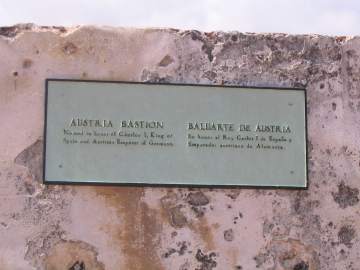 AUSTRIA BASTION
Named in honor of Charles I, King of
Spain and Austrian Emperor of Germany.
BALUARTE DE AUSTRIA
En honor al Rey Carlos I de España y
Emperador austriaco de Alemania.